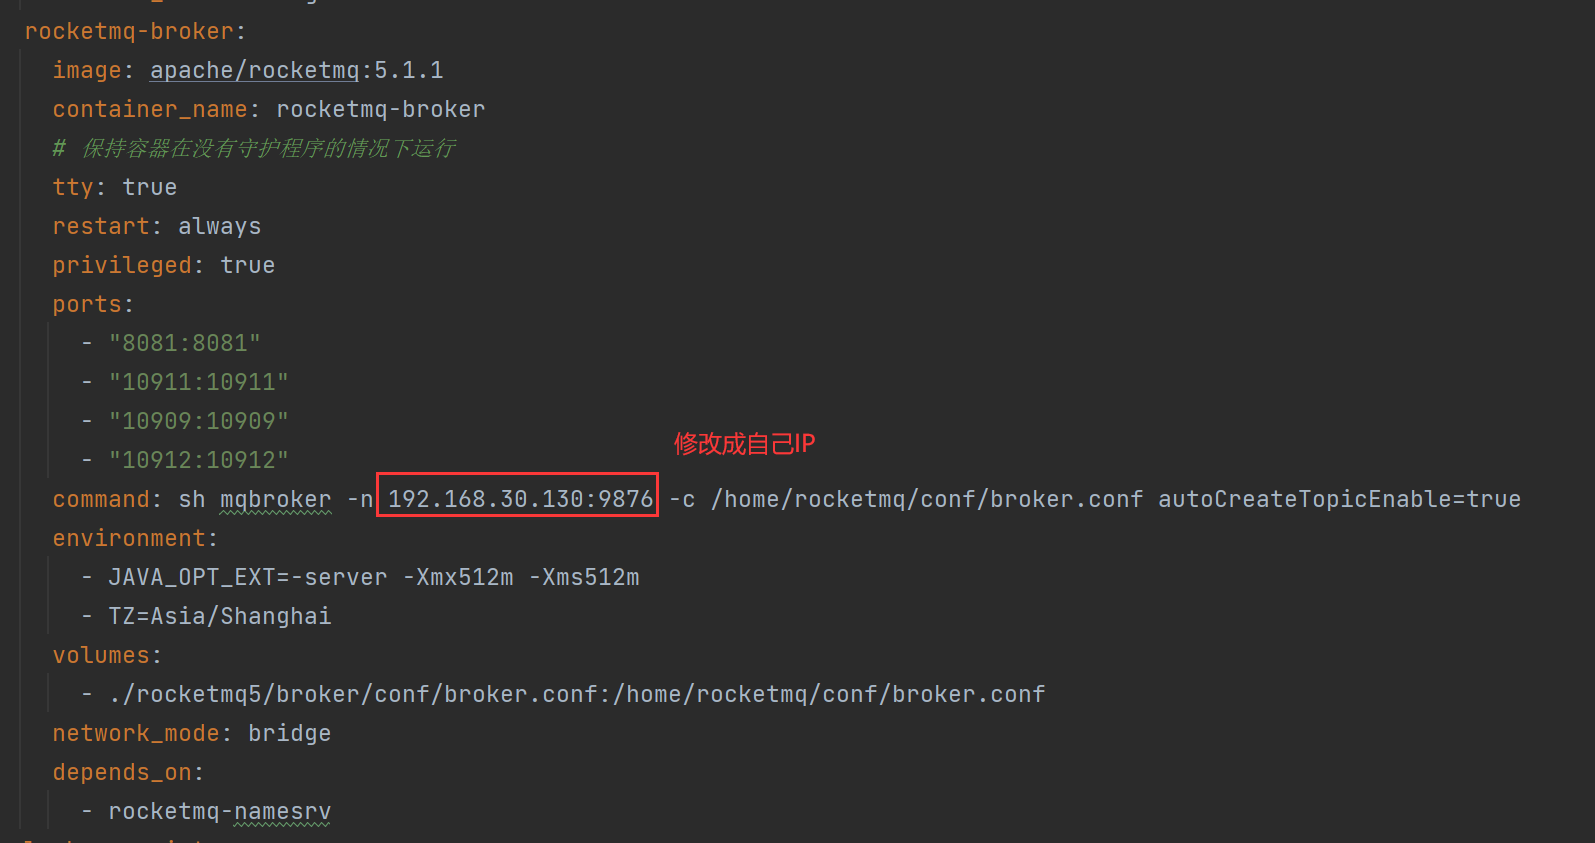 rocketmq-broker:
image: apache/rocketmq:5.1.1
container_name: rocketmq-broker
# 保持容器在没有守护程序的情况下运行
tty: true
restart: always
privileged: true
ports:
- "8081:8081"
- "10911:10911"
- "10909:10909"
- "10912:10912"
修改成自己IP
command: sh mqbroker -n 192.168.30.130:9876 -c /home/rocketmq/conf/broker.conf autoCreateTopicEnable=true
environment:
- JAVA_OPT_EXT=-server -Xmx512m -Xms512m
- TZ=Asia/Shanghai
volumes:
- ./rocketmq5/broker/conf/broker.conf:/home/rocketmq/conf/broker.conf
network_mode: bridge
depends_on:
- rocketmq-namesrv